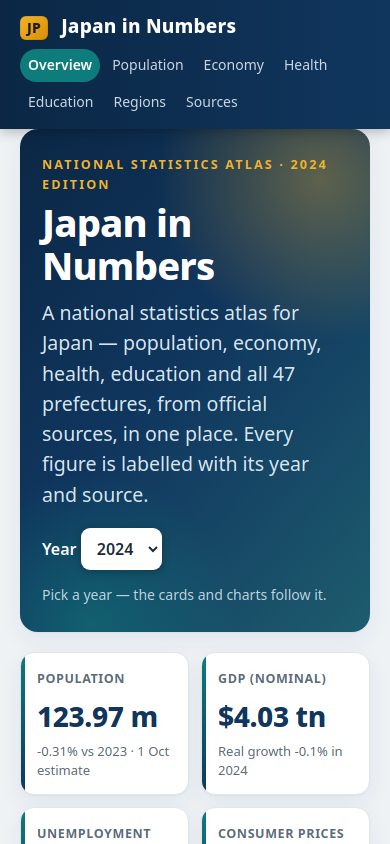 JP Japan in Numbers
Overview Population Economy Health
Education Regions Sources
NATIONAL STATISTICS ATLAS · 2024
EDITION
Japan in
Numbers
A national statistics atlas for
Japan — population, economy,
health, education and all 47
prefectures, from official
sources, in one place. Every
figure is labelled with its year
and source.
Year 2024
Pick a year — the cards and charts follow it.
POPULATION
123.97 m
-0.31% vs 2023 · 1 Oct
estimate
GDP (NOMINAL)
$4.03 tn
Real growth -0.1% in
2024
UNEMPLOYMENT
CONSUMER PRICES